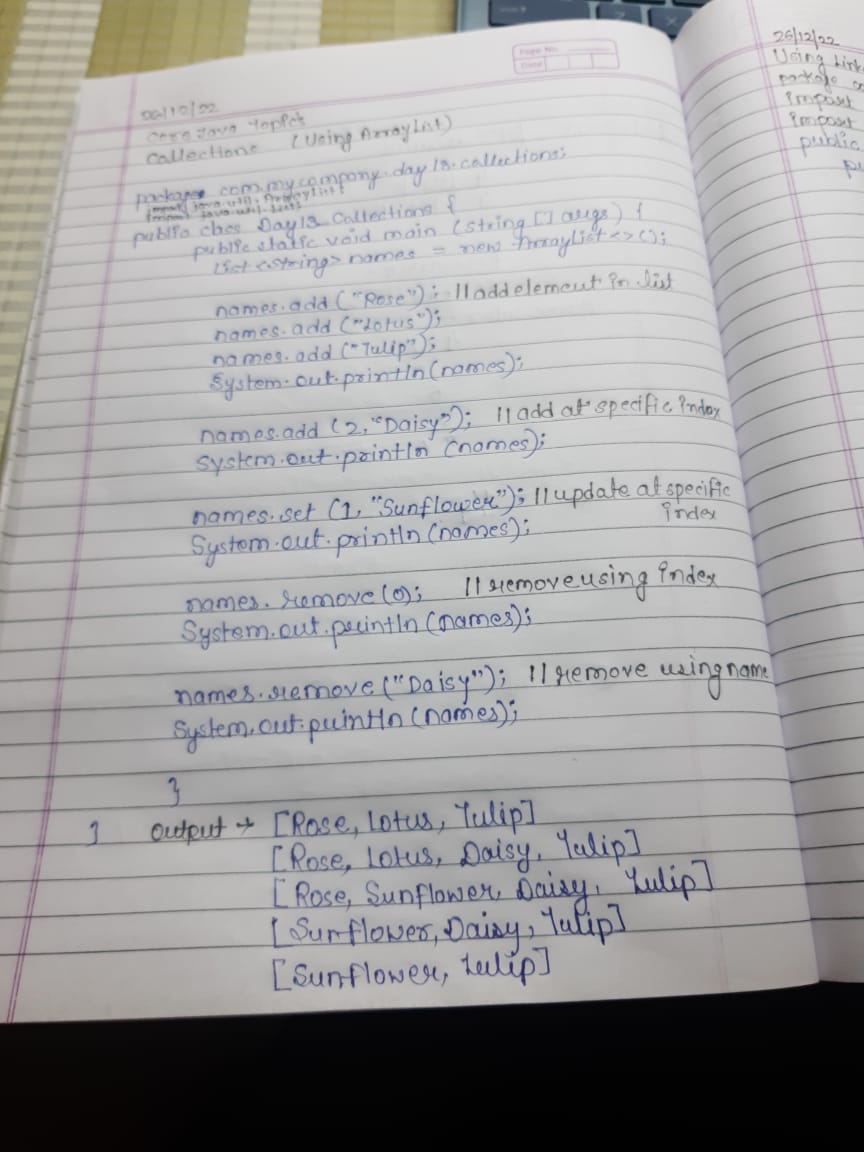 Page No.
Date
06/10/22
Core Java Topics
Collections (Using ArrayList)
package com.mycompany.day13.collections;
import java.util.ArrayList;
import java.util.List;
public class Day13 Collections {
public static void main (string [] args) {
List <string> names = new ArrayList<>();
names.add ("Rose"); //add element in list
names.add ("Lotus");
names.add ("Tulip");
System.out.println(names);
names.add (2, "Daisy"); //add at specific index
System.out.println (names);
names.set (1, "Sunflower"); //update at specific
index
System.out.println(names);
names.remove(0); //remove using index
System.out.println (names);
names.remove ("Daisy"); //remove using name
System.out.println (names);
}
} output → [Rose, Lotus, Tulip]
[Rose, Lotus, Daisy, Tulip]
[Rose, Sunflower, Daisy, Tulip]
[Sunflower, Daisy, Tulip]
[Sunflower, Tulip]
26/12/22
Using Link
package co
import
import
public
pu